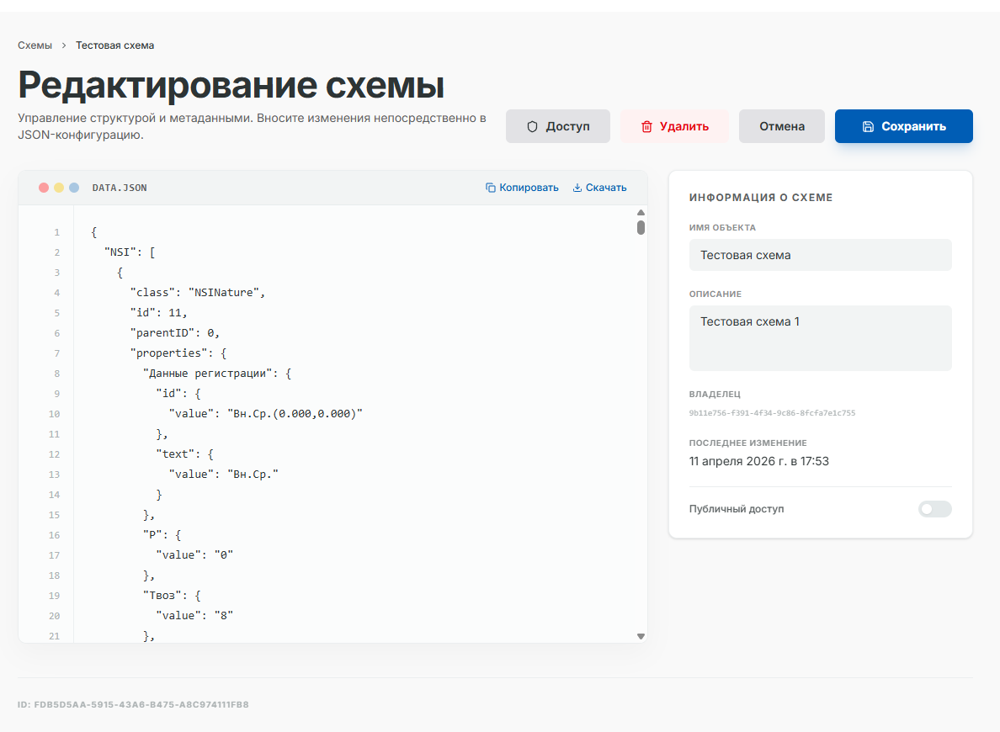 Схемы > Тестовая схема
Редактирование схемы
Управление структурой и метаданными. Вносите изменения непосредственно в
JSON-конфигурацию.
Доступ
Удалить
Отмена
Сохранить
DATA.JSON
Копировать
Скачать
1 {
2 "NSI": [
3 {
4 "class": "NSINature",
5 "id": 11,
6 "parentID": 0,
7 "properties": {
8 "Данные регистрации": {
9 "id": {
10 "value": "Вн.Ср.(0.000,0.000)"
11 },
12 "text": {
13 "value": "Вн.Ср."
14 }
15 },
16 "P": {
17 "value": "0"
18 },
19 "Tвоз": {
20 "value": "8"
21 },
ИНФОРМАЦИЯ О СХЕМЕ
ИМЯ ОБЪЕКТА
Тестовая схема
ОПИСАНИЕ
Тестовая схема 1
ВЛАДЕЛЕЦ
9b11e756-f391-4f34-9c86-8fcfa7e1c755
ПОСЛЕДНЕЕ ИЗМЕНЕНИЕ
11 апреля 2026 г. в 17:53
Публичный доступ
ID: FDB5D5AA-5915-43A6-B475-A8C974111FB8